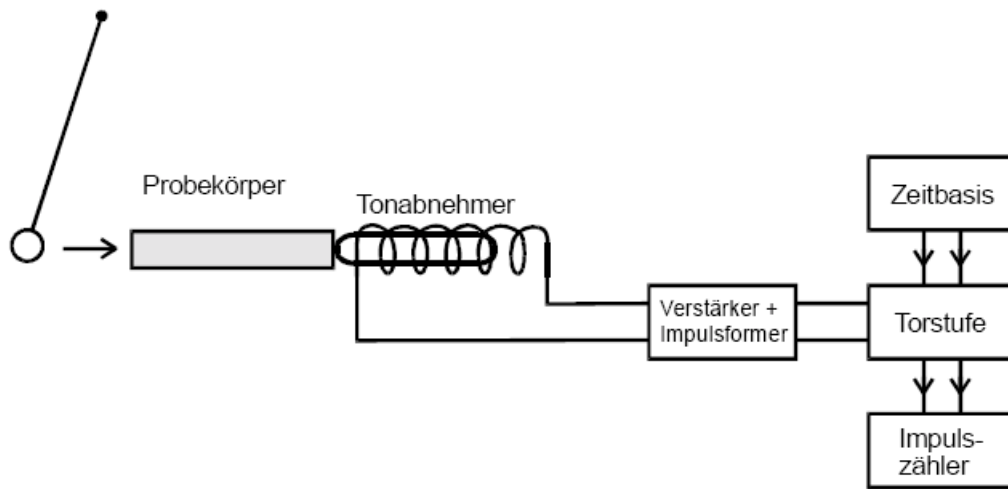 Probekörper
Tonabnehmer
Zeitbasis
Verstärker +
Impulsformer
Torstufe
Impuls-
zähler